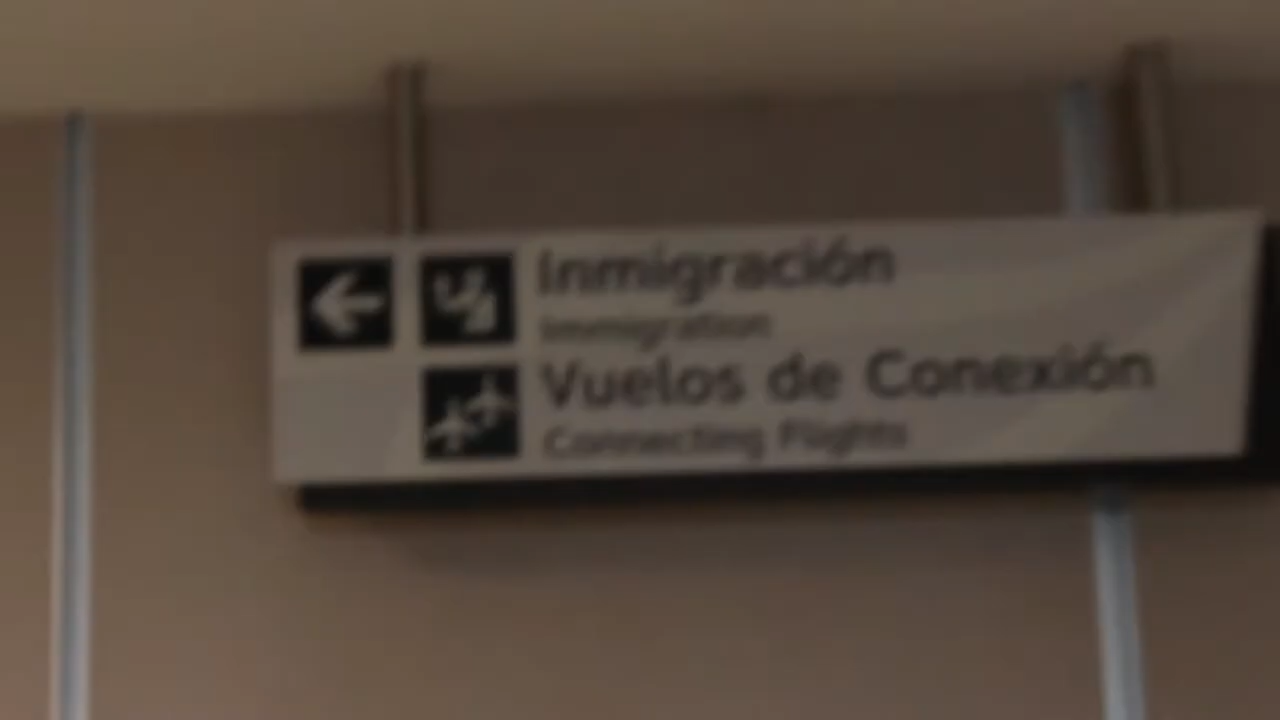 Inmigración
Immigration
Vuelos de Conexión
Connecting Flights